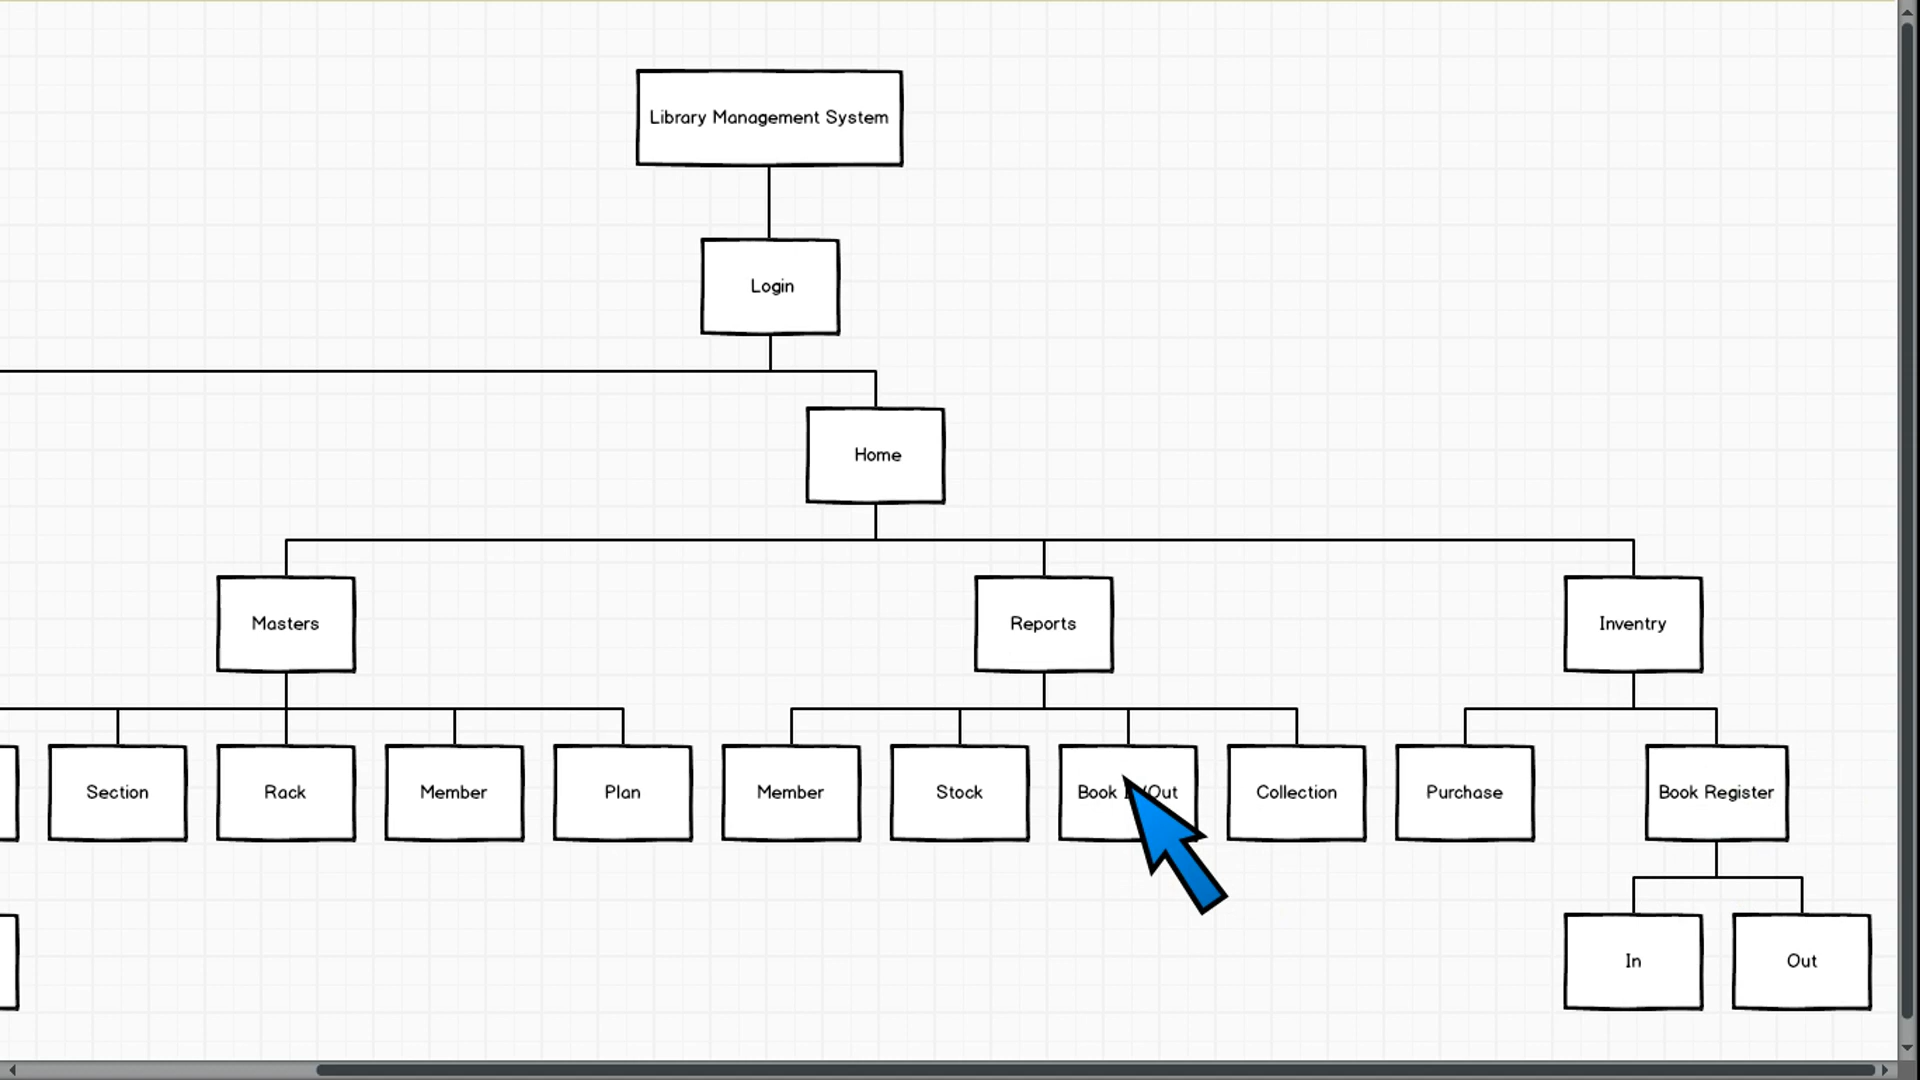 Library Management System
Login
Home
Masters
Reports
Inventry
Section
Rack
Member
Plan
Member
Stock
Book /Out
Collection
Purchase
Book Register
In
Out